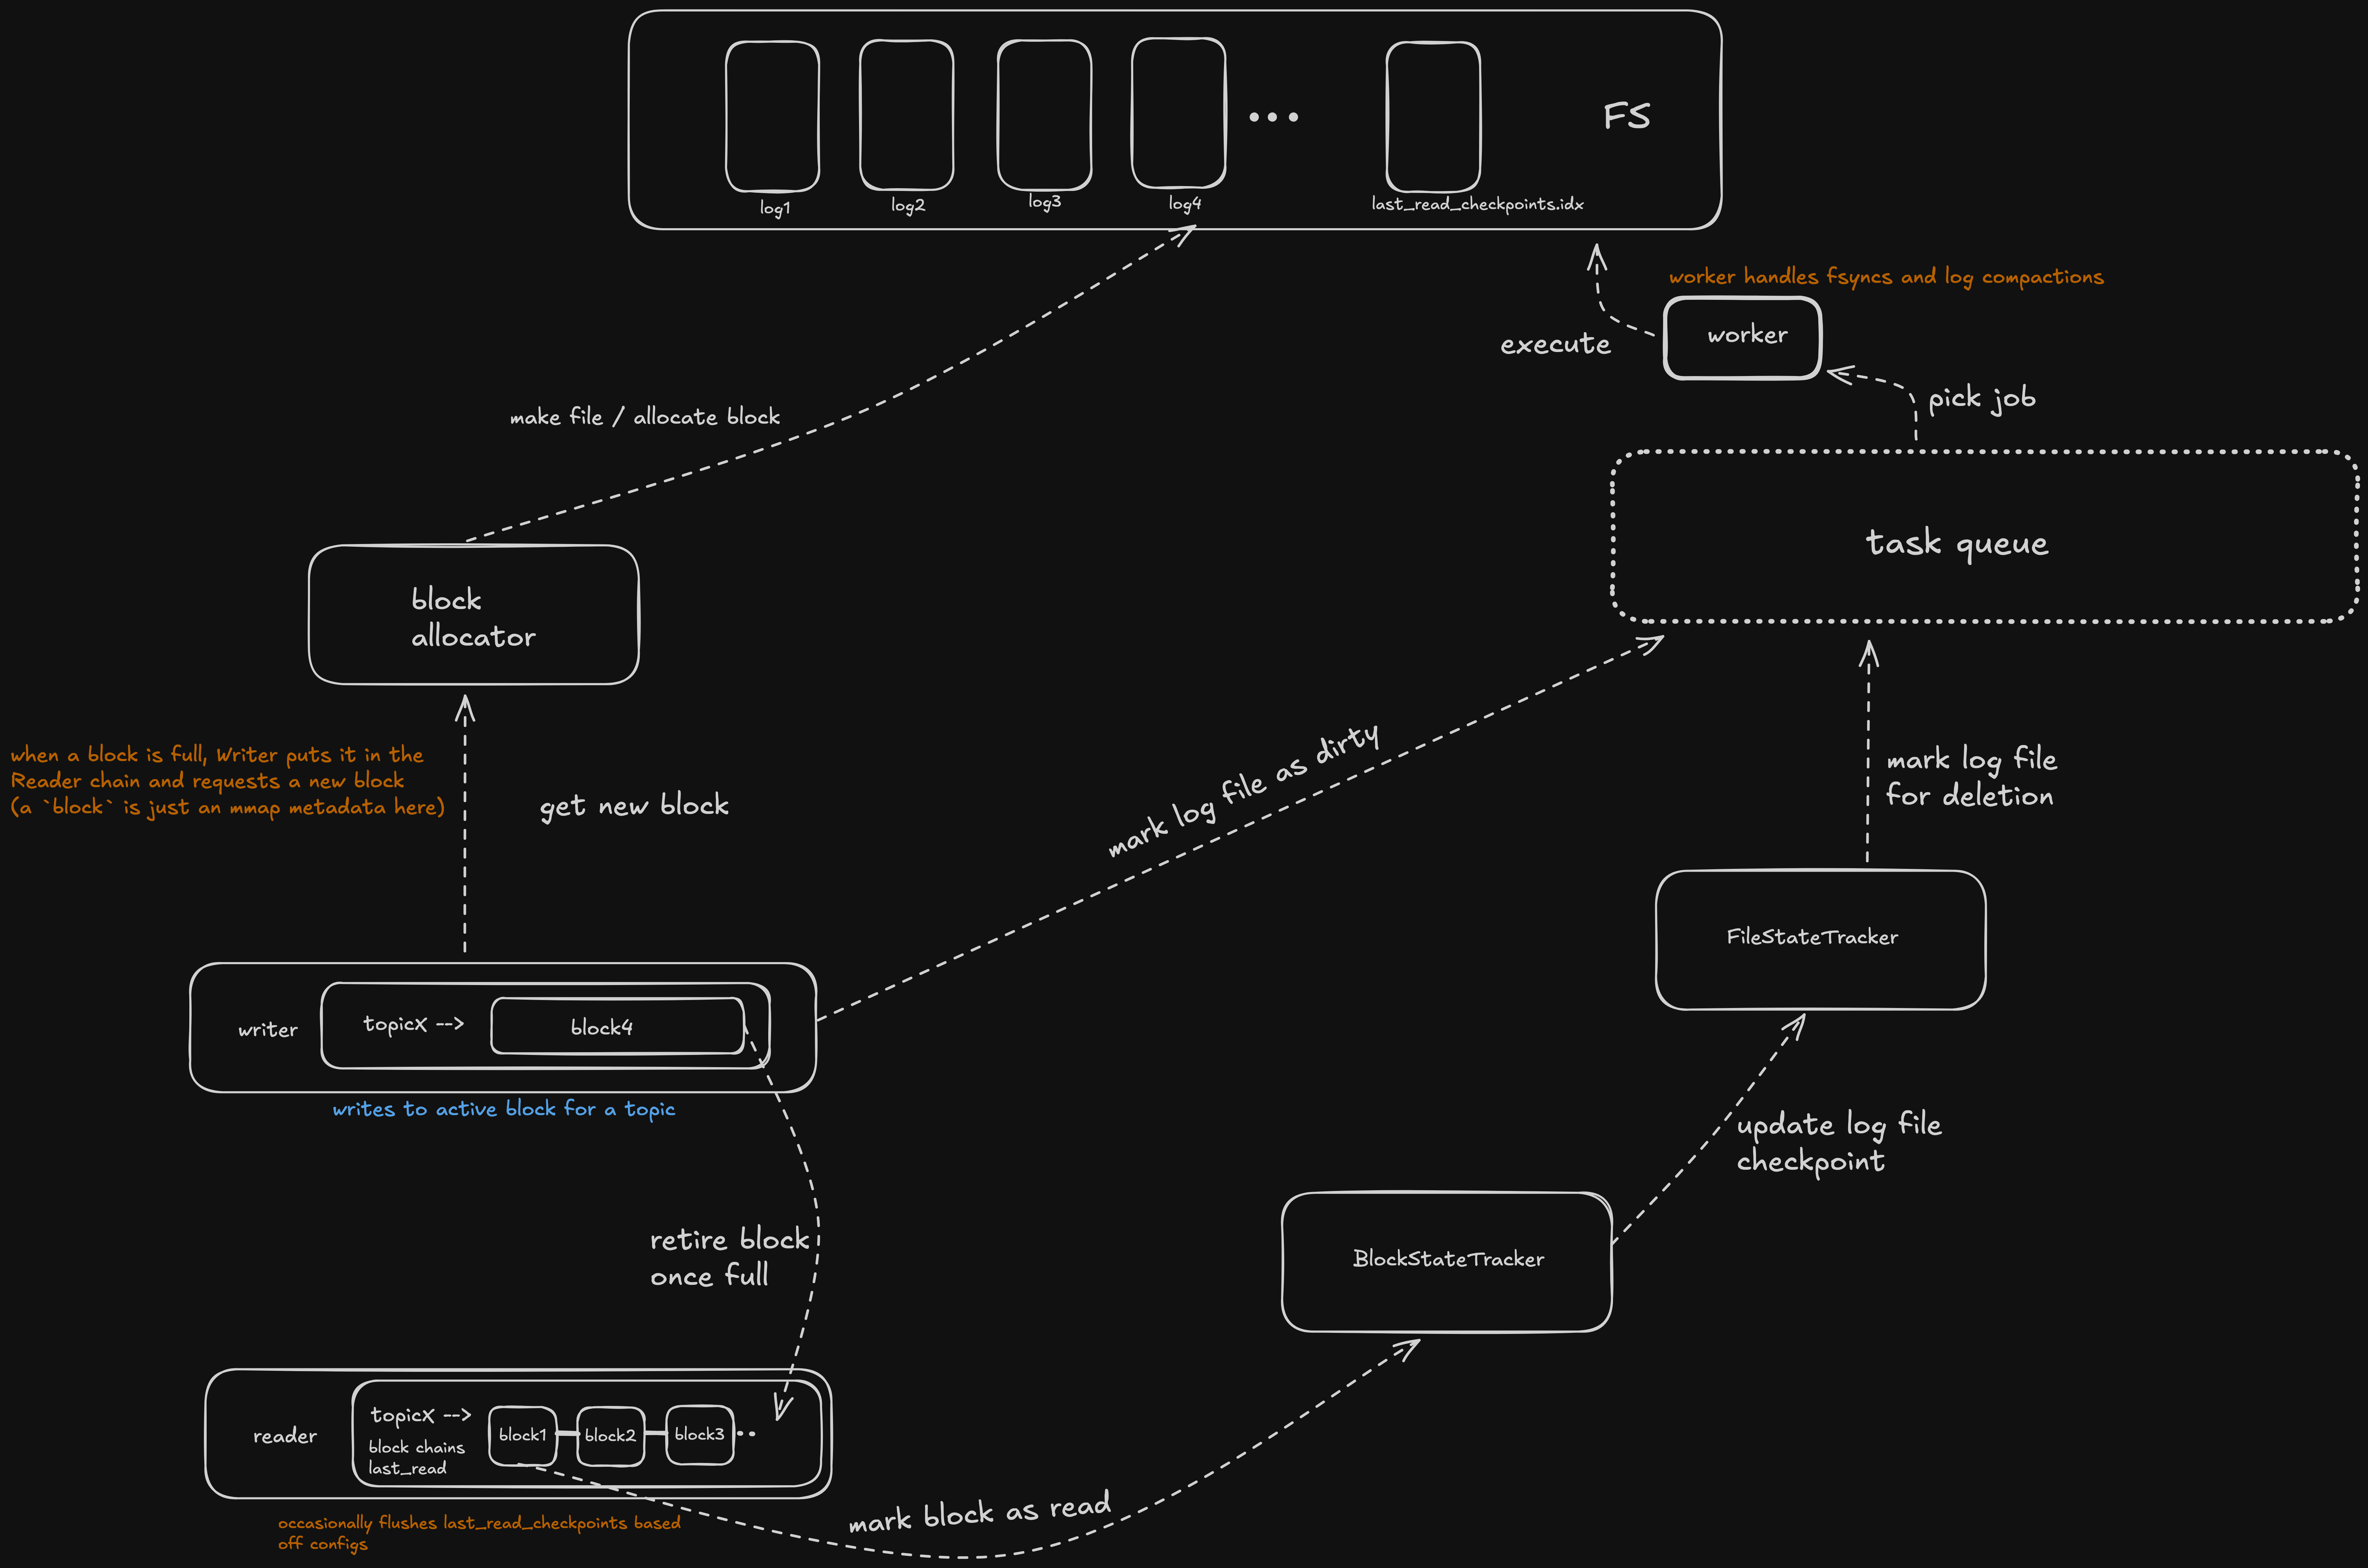 FS
log1
log2
log3
log4
last_read_checkpoints.idx
worker handles fsyncs and log compactions
worker
execute
pick job
make file / allocate block
task queue
block
allocator
mark log file as dirty
when a block is full, Writer puts it in the
Reader chain and requests a new block
(a `block` is just an mmap metadata here)
get new block
mark log file
for deletion
FileStateTracker
writer
topicX -->
block4
writes to active block for a topic
update log file
checkpoint
retire block
once full
BlockStateTracker
reader
topicX -->
block chains
last_read
block1
block2
block3
mark block as read
occasionally flushes last_read_checkpoints based
off configs